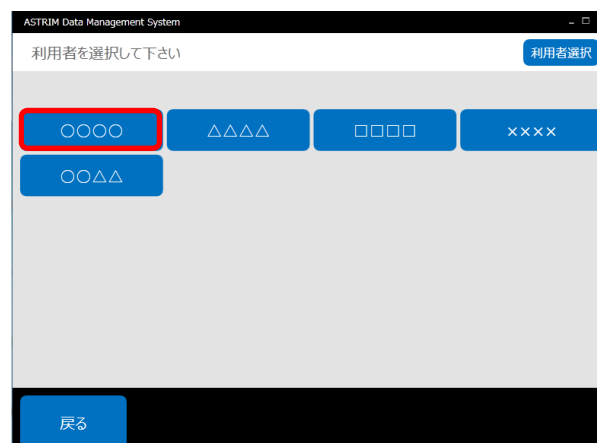 ASTRIM Data Management System
利用者を選択して下さい 利用者選択
○○○○ △△△△ □□□□ ××××
○○△△
戻る